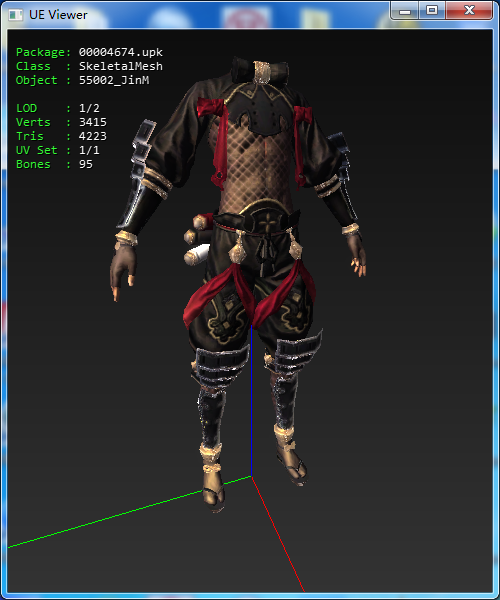 UE Viewer
Package: 00004674.upk
Class : SkeletalMesh
Object : 55002_JinM
LOD : 1/2
Verts : 3415
Tris : 4223
UV Set : 1/1
Bones : 95